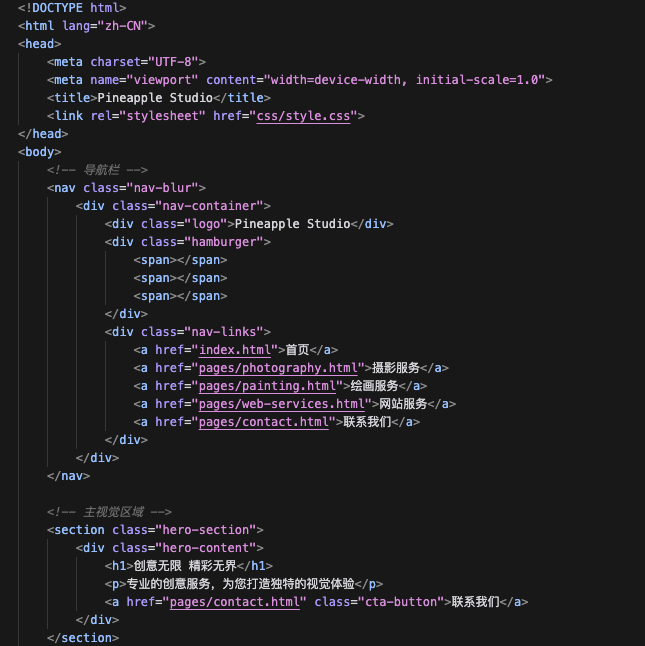 <!DOCTYPE html>
<html lang="zh-CN">
<head>
    <meta charset="UTF-8">
    <meta name="viewport" content="width=device-width, initial-scale=1.0">
    <title>Pineapple Studio</title>
    <link rel="stylesheet" href="css/style.css">
</head>
<body>
    <!-- 导航栏 -->
    <nav class="nav-blur">
        <div class="nav-container">
            <div class="logo">Pineapple Studio</div>
            <div class="hamburger">
                <span></span>
                <span></span>
                <span></span>
            </div>
            <div class="nav-links">
                <a href="index.html">首页</a>
                <a href="pages/photography.html">摄影服务</a>
                <a href="pages/painting.html">绘画服务</a>
                <a href="pages/web-services.html">网站服务</a>
                <a href="pages/contact.html">联系我们</a>
            </div>
        </div>
    </nav>

    <!-- 主视觉区域 -->
    <section class="hero-section">
        <div class="hero-content">
            <h1>创意无限 精彩无界</h1>
            <p>专业的创意服务，为您打造独特的视觉体验</p>
            <a href="pages/contact.html" class="cta-button">联系我们</a>
        </div>
    </section>